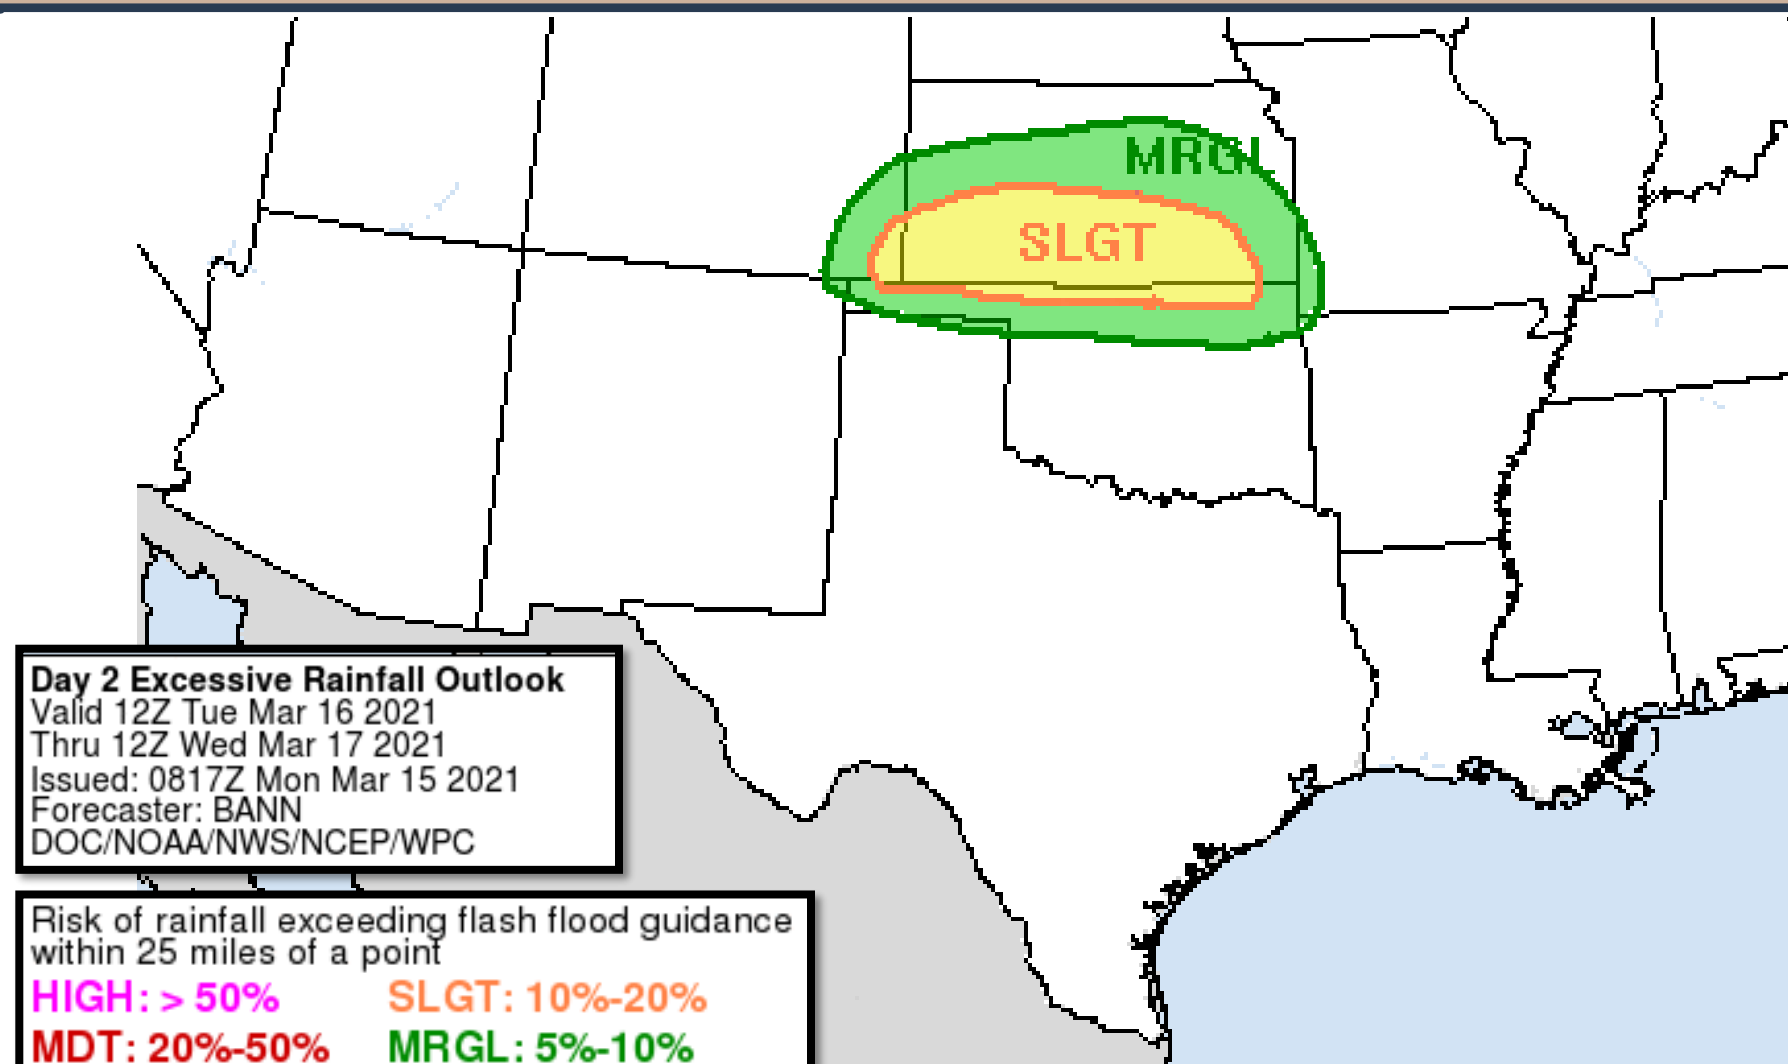 MRGL
SLGT
Day 2 Excessive Rainfall Outlook
Valid 12Z Tue Mar 16 2021
Thru 12Z Wed Mar 17 2021
Issued: 0817Z Mon Mar 15 2021
Forecaster: BANN
DOC/NOAA/NWS/NCEP/WPC
Risk of rainfall exceeding flash flood guidance
within 25 miles of a point
HIGH: > 50% SLGT: 10%-20%
MDT: 20%-50% MRGL: 5%-10%